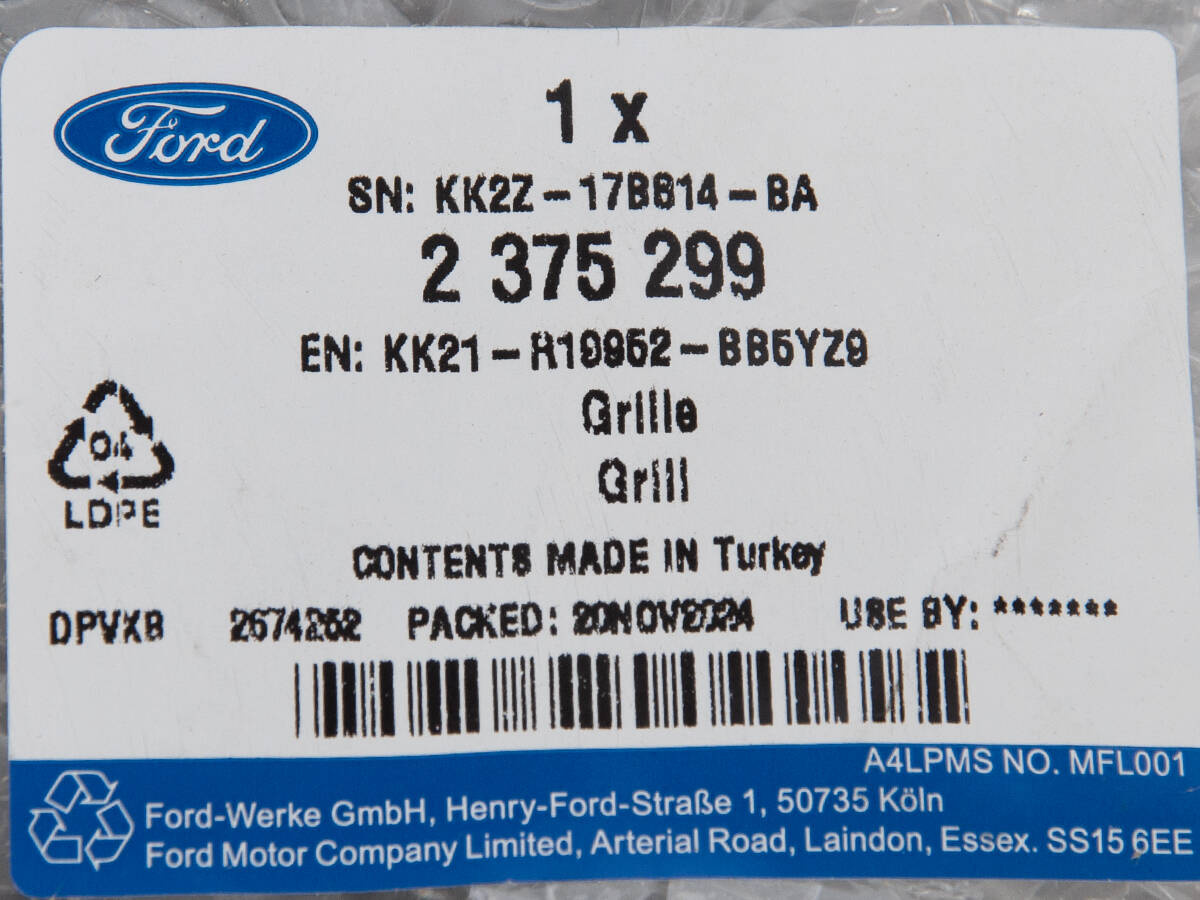 Ford
1 x
SN: KK2Z-17B814-BA
2 375 299
EN: KK21-R19952-BB5YZ9
Grille
Grill
04
LDPE
CONTENTS MADE IN Turkey
DPVXB 2674252 PACKED: 20NOV2024 USE BY: *******
A4LPMS NO. MFL001
Ford-Werke GmbH, Henry-Ford-Straße 1, 50735 Köln
Ford Motor Company Limited, Arterial Road, Laindon, Essex. SS15 6EE